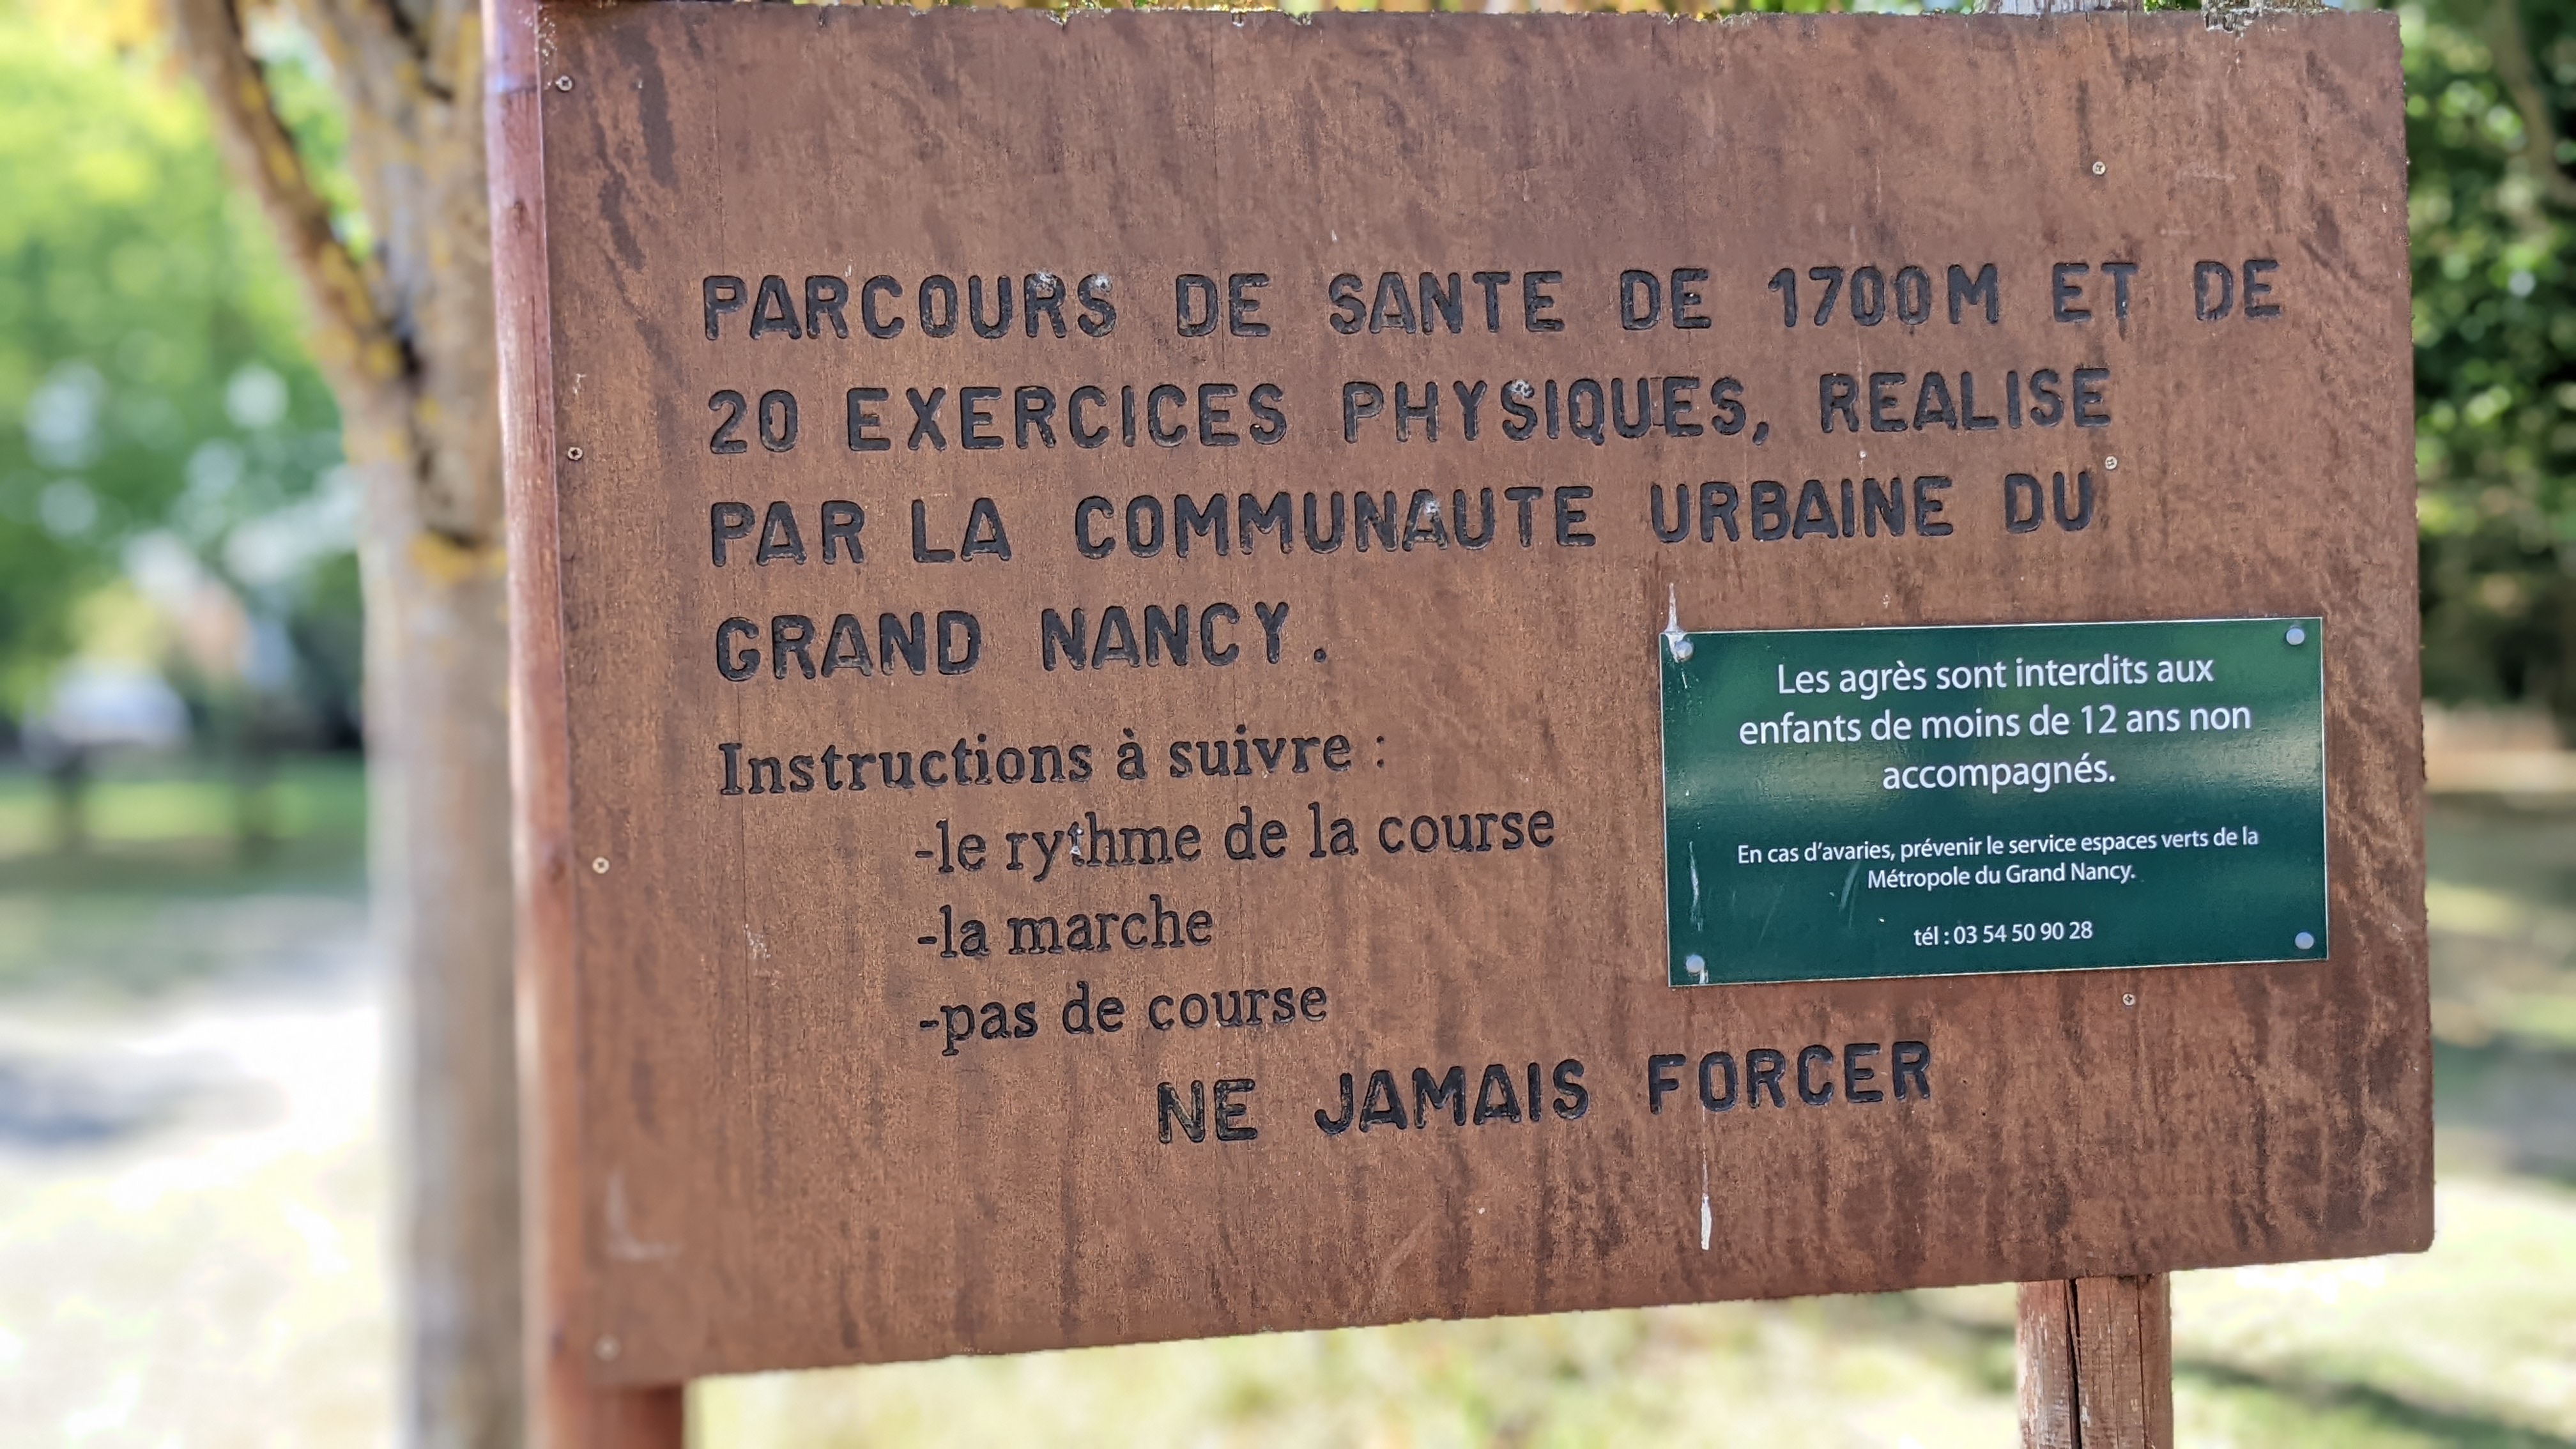 PARCOURS DE SANTE DE 1700M ET DE
20 EXERCICES PHYSIQUES, REALISE
PAR LA COMMUNAUTE URBAINE DU
GRAND NANCY.
Instructions à suivre :
-le rythme de la course
-la marche
-pas de course
NE JAMAIS FORCER
Les agrès sont interdits aux
enfants de moins de 12 ans non
accompagnés.
En cas d'avaries, prévenir le service espaces verts de la
Métropole du Grand Nancy.
tél : 03 54 50 90 28